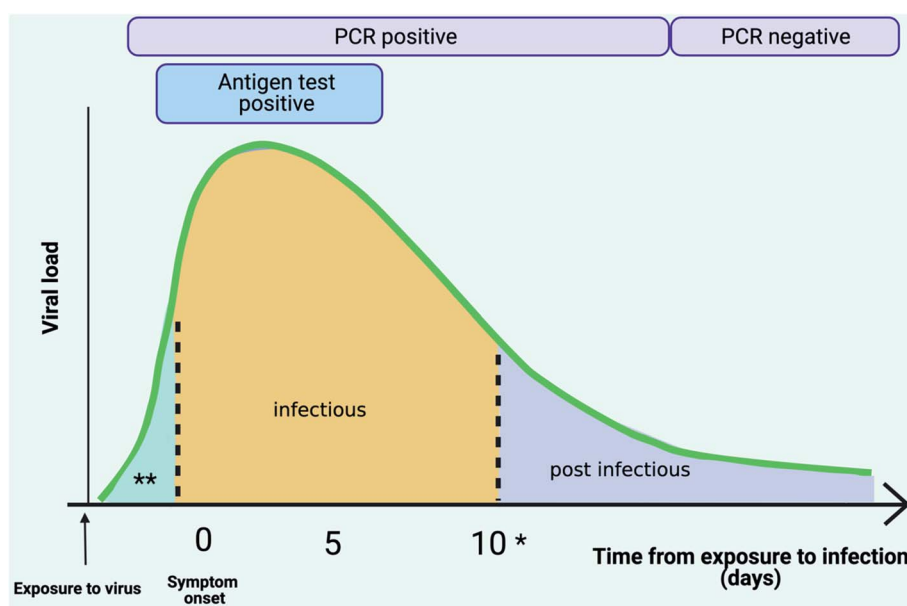 PCR positive
PCR negative
Antigen test
positive
Viral load
infectious
post infectious
**
0
5
10 *
Time from exposure to infection
(days)
Exposure to virus
Symptom
onset